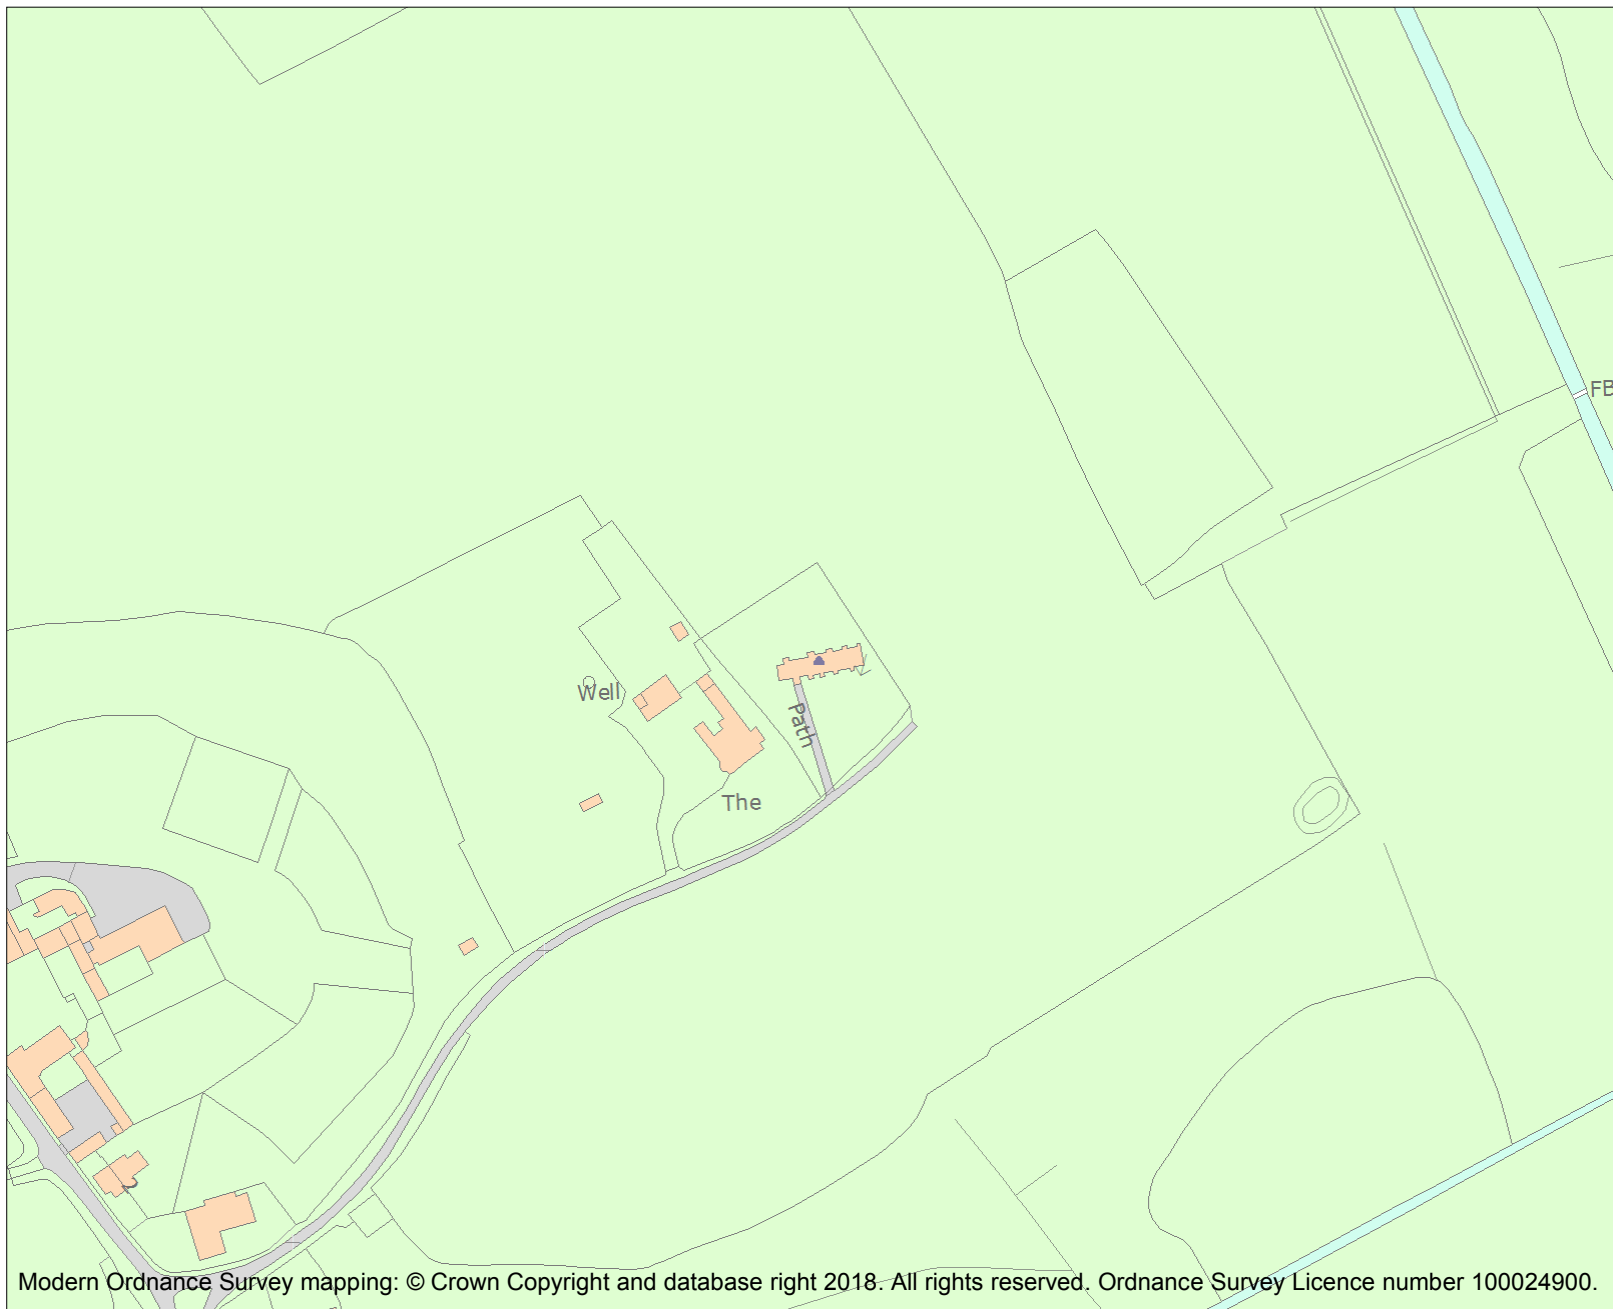 FB
Well
Path
The
2
Modern Ordnance Survey mapping: © Crown Copyright and database right 2018. All rights reserved. Ordnance Survey Licence number 100024900.